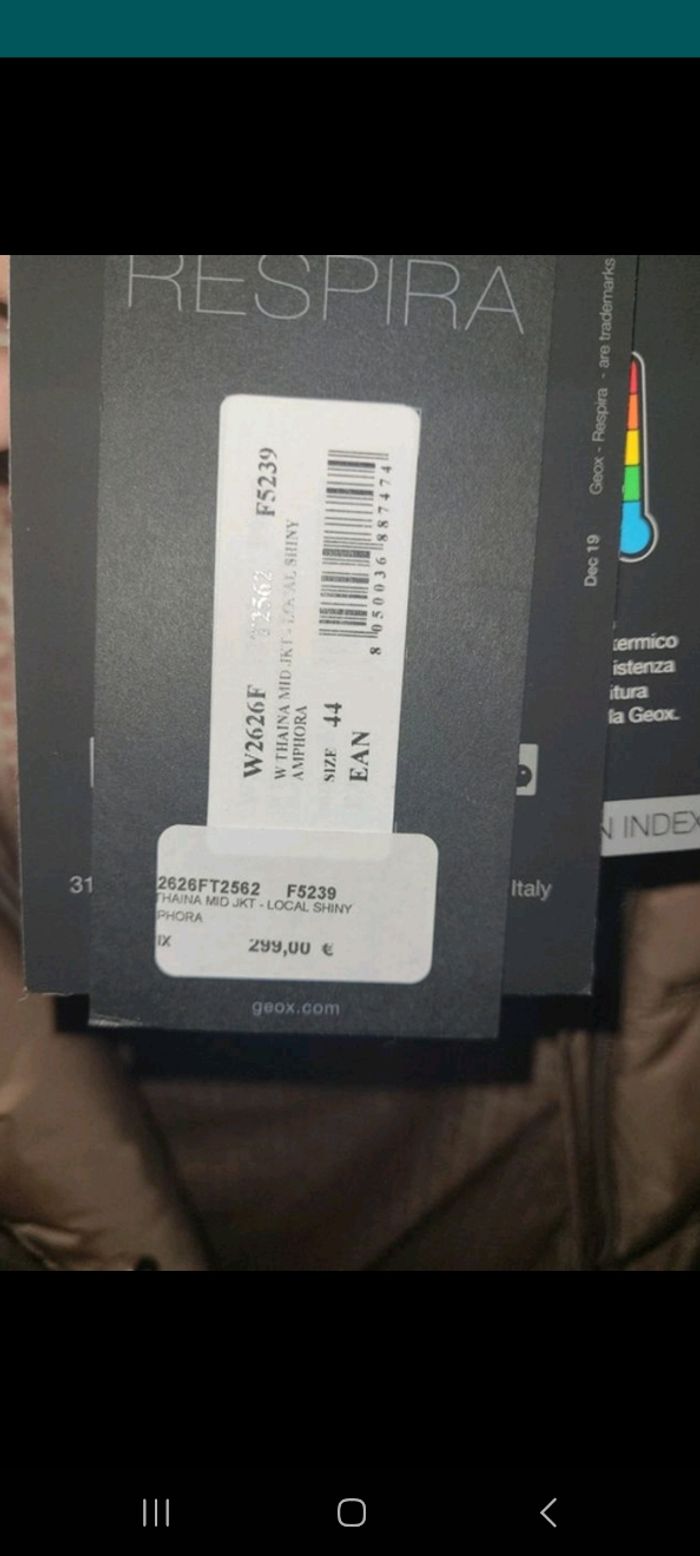 RESPIRA
W2626F T2562 F5239
W THAINA MID JKT - LOCAL SHINY
AMPHORA
SIZE 44
EAN
8 050036 887474
2626FT2562 F5239
THAINA MID JKT - LOCAL SHINY
PHORA
IX 299,00 €
geox.com
31
Italy
Dec 19 Geox - Respira - are trademarks
termico
istenza
itura
la Geox.
N INDEX